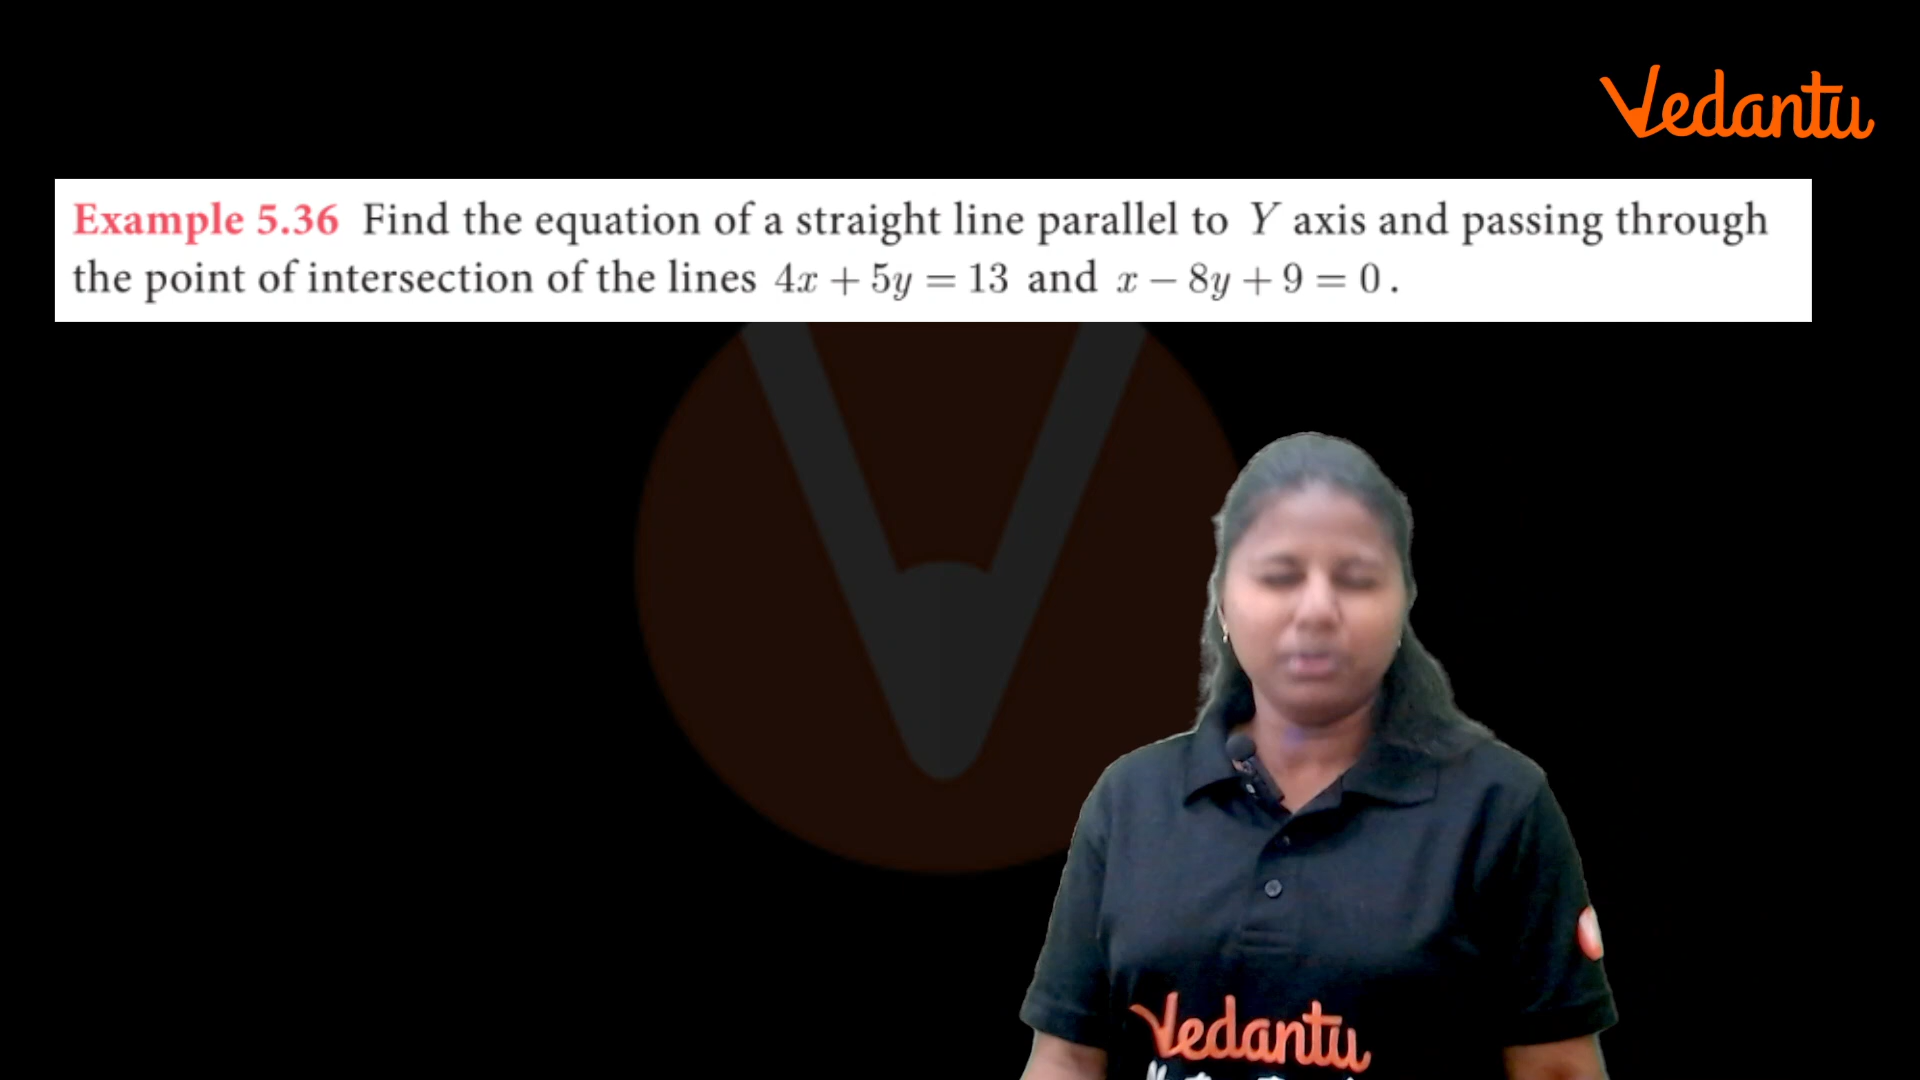 Vedantu
Example 5.36 Find the equation of a straight line parallel to Y axis and passing through
the point of intersection of the lines 4x + 5y = 13 and x − 8y + 9 = 0 .
Vedantu